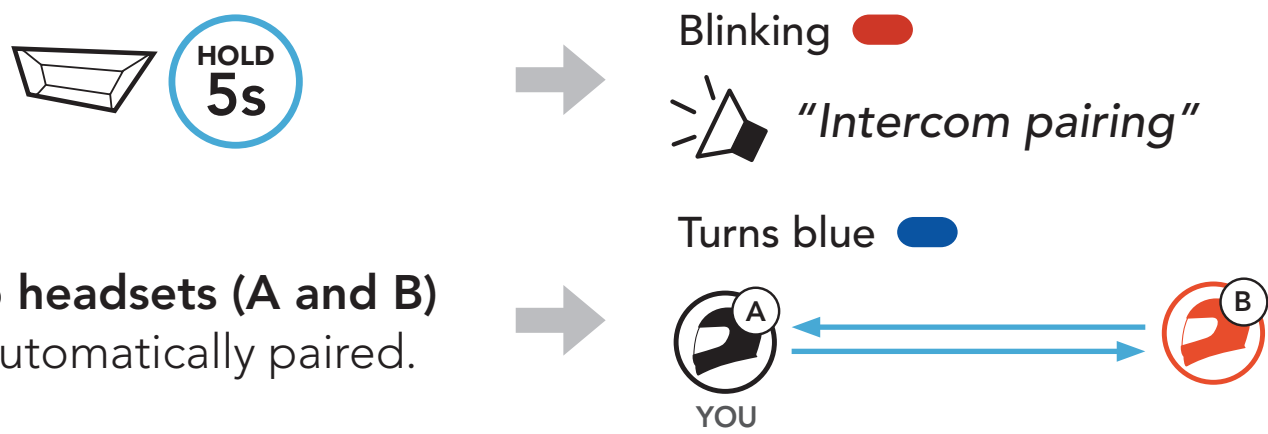 HOLD
5s
Blinking
"Intercom pairing"
Turns blue
headsets (A and B)
utomatically paired.
A
B
YOU